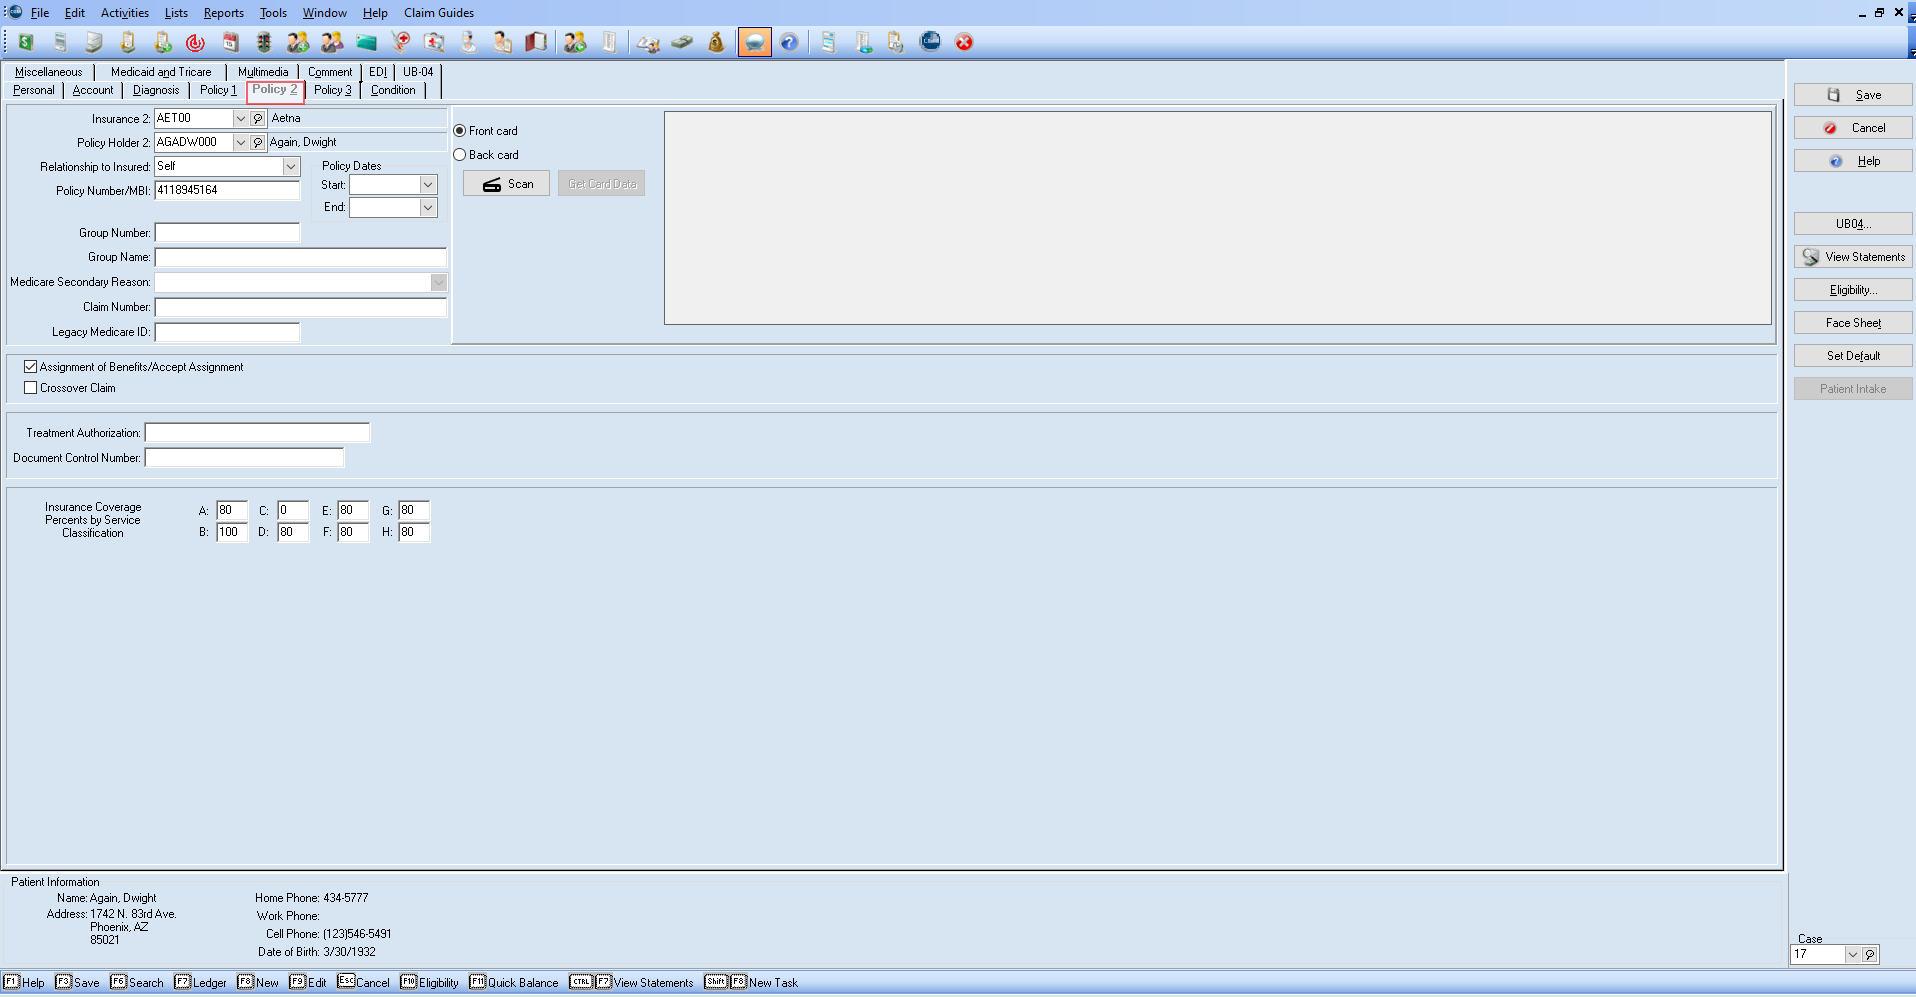 File Edit Activities Lists Reports Tools Window Help Claim Guides
Miscellaneous Medicaid and Tricare Multimedia Comment EDI UB-04
Personal Account Diagnosis Policy 1 Policy 2 Policy 3 Condition
Insurance 2: AET00 Aetna
Policy Holder 2: AGADW000 Again, Dwight
Relationship to Insured: Self
Policy Number/MBI: 4118945164
Policy Dates
Start:
End:
Group Number:
Group Name:
Medicare Secondary Reason:
Claim Number:
Legacy Medicare ID:
Front card
Back card
Scan Get Card Data
Assignment of Benefits/Accept Assignment
Crossover Claim
Treatment Authorization:
Document Control Number:
Insurance Coverage
Percents by Service
Classification
A: 80 C: 0 E: 80 G: 80
B: 100 D: 80 F: 80 H: 80
Save
Cancel
Help
UB04...
View Statements
Eligibility...
Face Sheet
Set Default
Patient Intake
Patient Information
Name: Again, Dwight
Address: 1742 N. 83rd Ave.
Phoenix, AZ
85021
Home Phone: 434-5777
Work Phone:
Cell Phone: (123)546-5491
Date of Birth: 3/30/1932
Case
17
F1 Help F3 Save F6 Search F7 Ledger F8 New F9 Edit Esc Cancel F10 Eligibility F11 Quick Balance CTRL F7 View Statements Shift F8 New Task